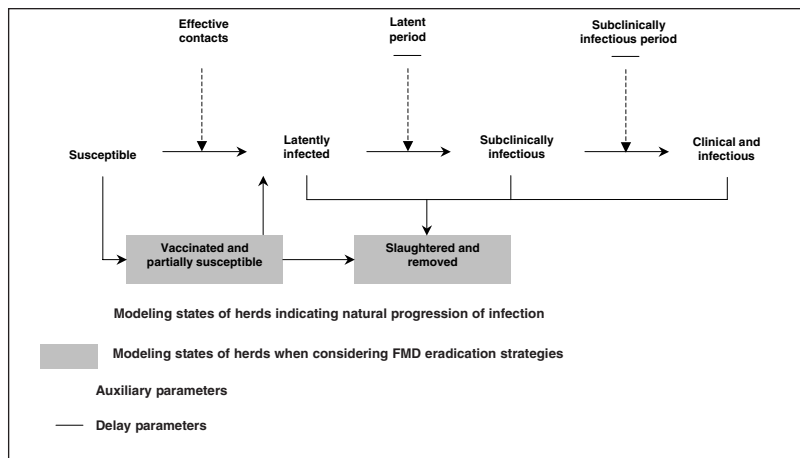 Effective
contacts
Latent
period
Subclinically
infectious period
Susceptible
Latently
infected
Subclinically
infectious
Clinical and
infectious
Vaccinated and
partially susceptible
Slaughtered and
removed
Modeling states of herds indicating natural progression of infection
Modeling states of herds when considering FMD eradication strategies
Auxiliary parameters
Delay parameters